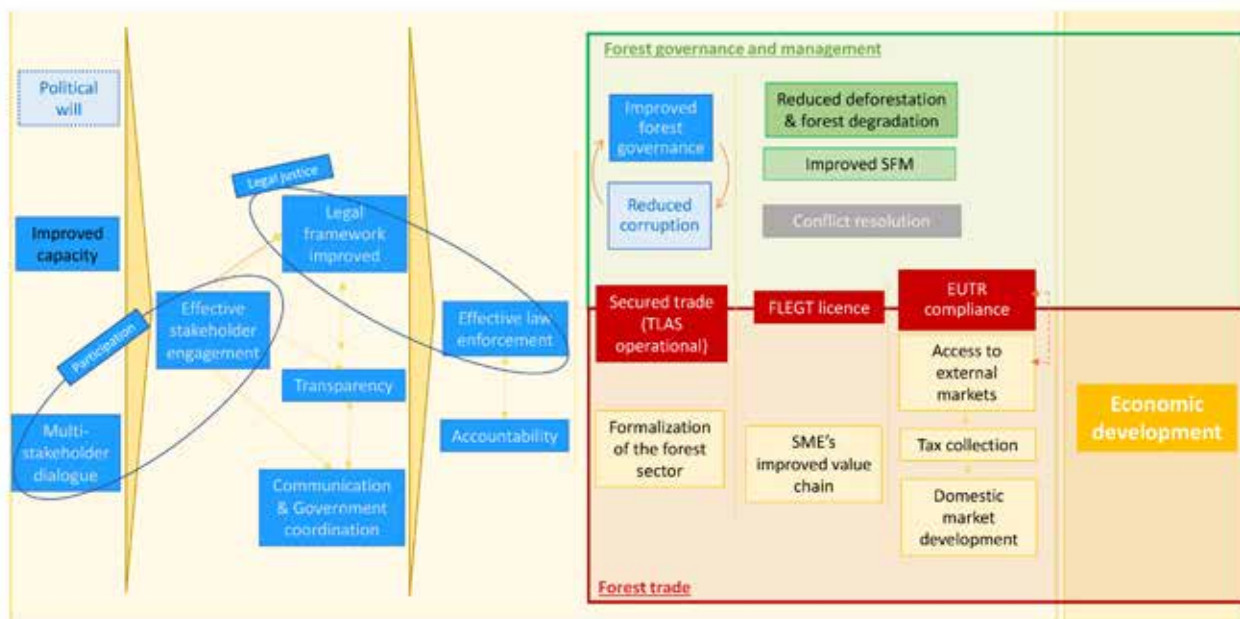 Political
will
Improved
capacity
Multi-
stakeholder
dialogue
Participation
Effective
stakeholder
engagement
Legal justice
Legal
framework
improved
Transparency
Communication
& Government
coordination
Effective law
enforcement
Accountability
Forest governance and management
Improved
forest
governance
Reduced
corruption
Reduced deforestation
& forest degradation
Improved SFM
Conflict resolution
Secured trade
(TLAS
operational)
FLEGT licence
EUTR
compliance
Access to
external
markets
Formalization
of the forest
sector
SME's
improved value
chain
Tax collection
Domestic
market
development
Forest trade
Economic
development